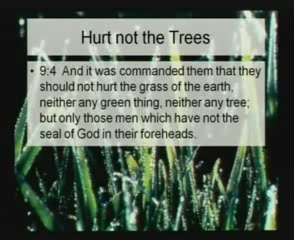 Hurt not the Trees
• 9:4 And it was commanded them that they
should not hurt the grass of the earth,
neither any green thing, neither any tree;
but only those men which have not the
seal of God in their foreheads.